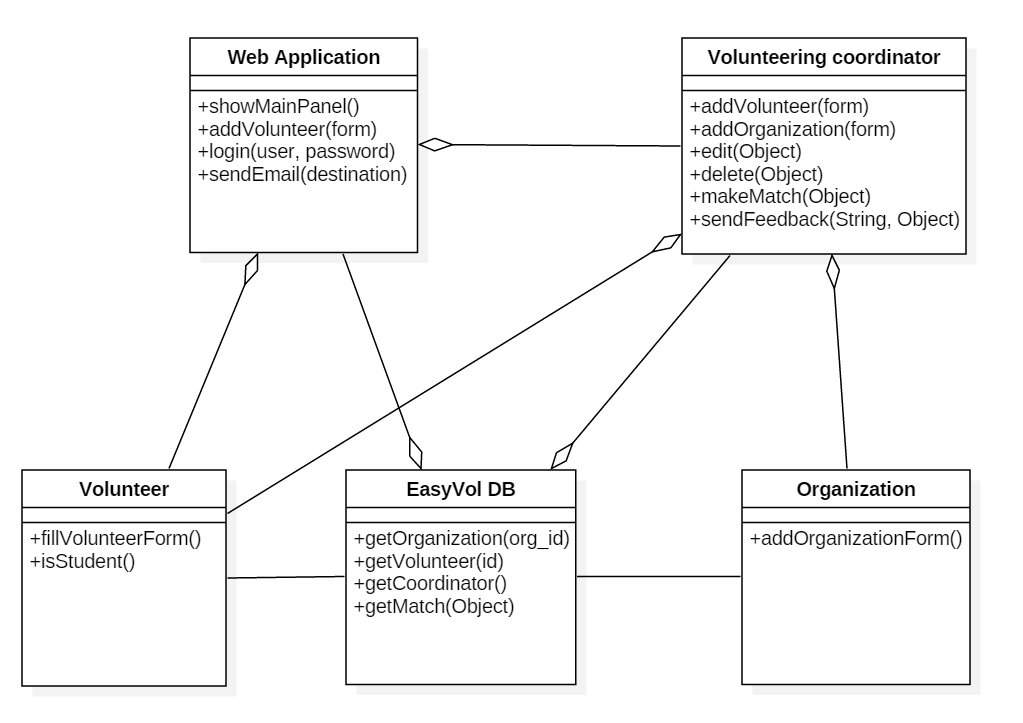 Web Application
+showMainPanel()
+addVolunteer(form)
+login(user, password)
+sendEmail(destination)
Volunteering coordinator
+addVolunteer(form)
+addOrganization(form)
+edit(Object)
+delete(Object)
+makeMatch(Object)
+sendFeedback(String, Object)
Volunteer
+fillVolunteerForm()
+isStudent()
EasyVol DB
+getOrganization(org_id)
+getVolunteer(id)
+getCoordinator()
+getMatch(Object)
Organization
+addOrganizationForm()